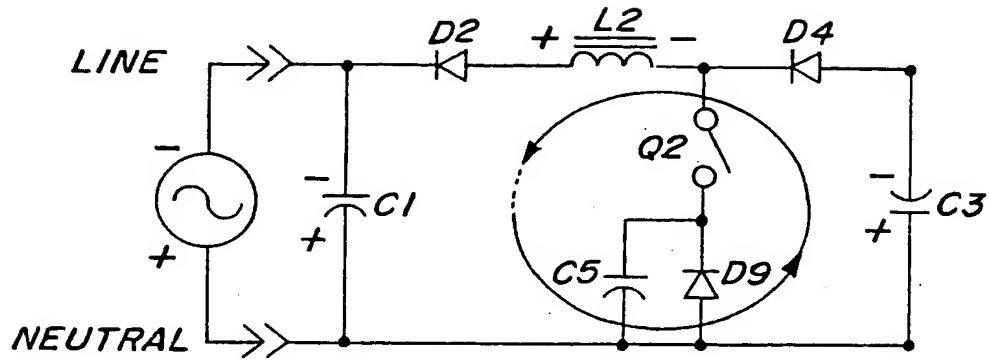 D2 + L2 - D4
LINE
-
Q2
- C1 - C3
+ +
+ C5 D9
NEUTRAL